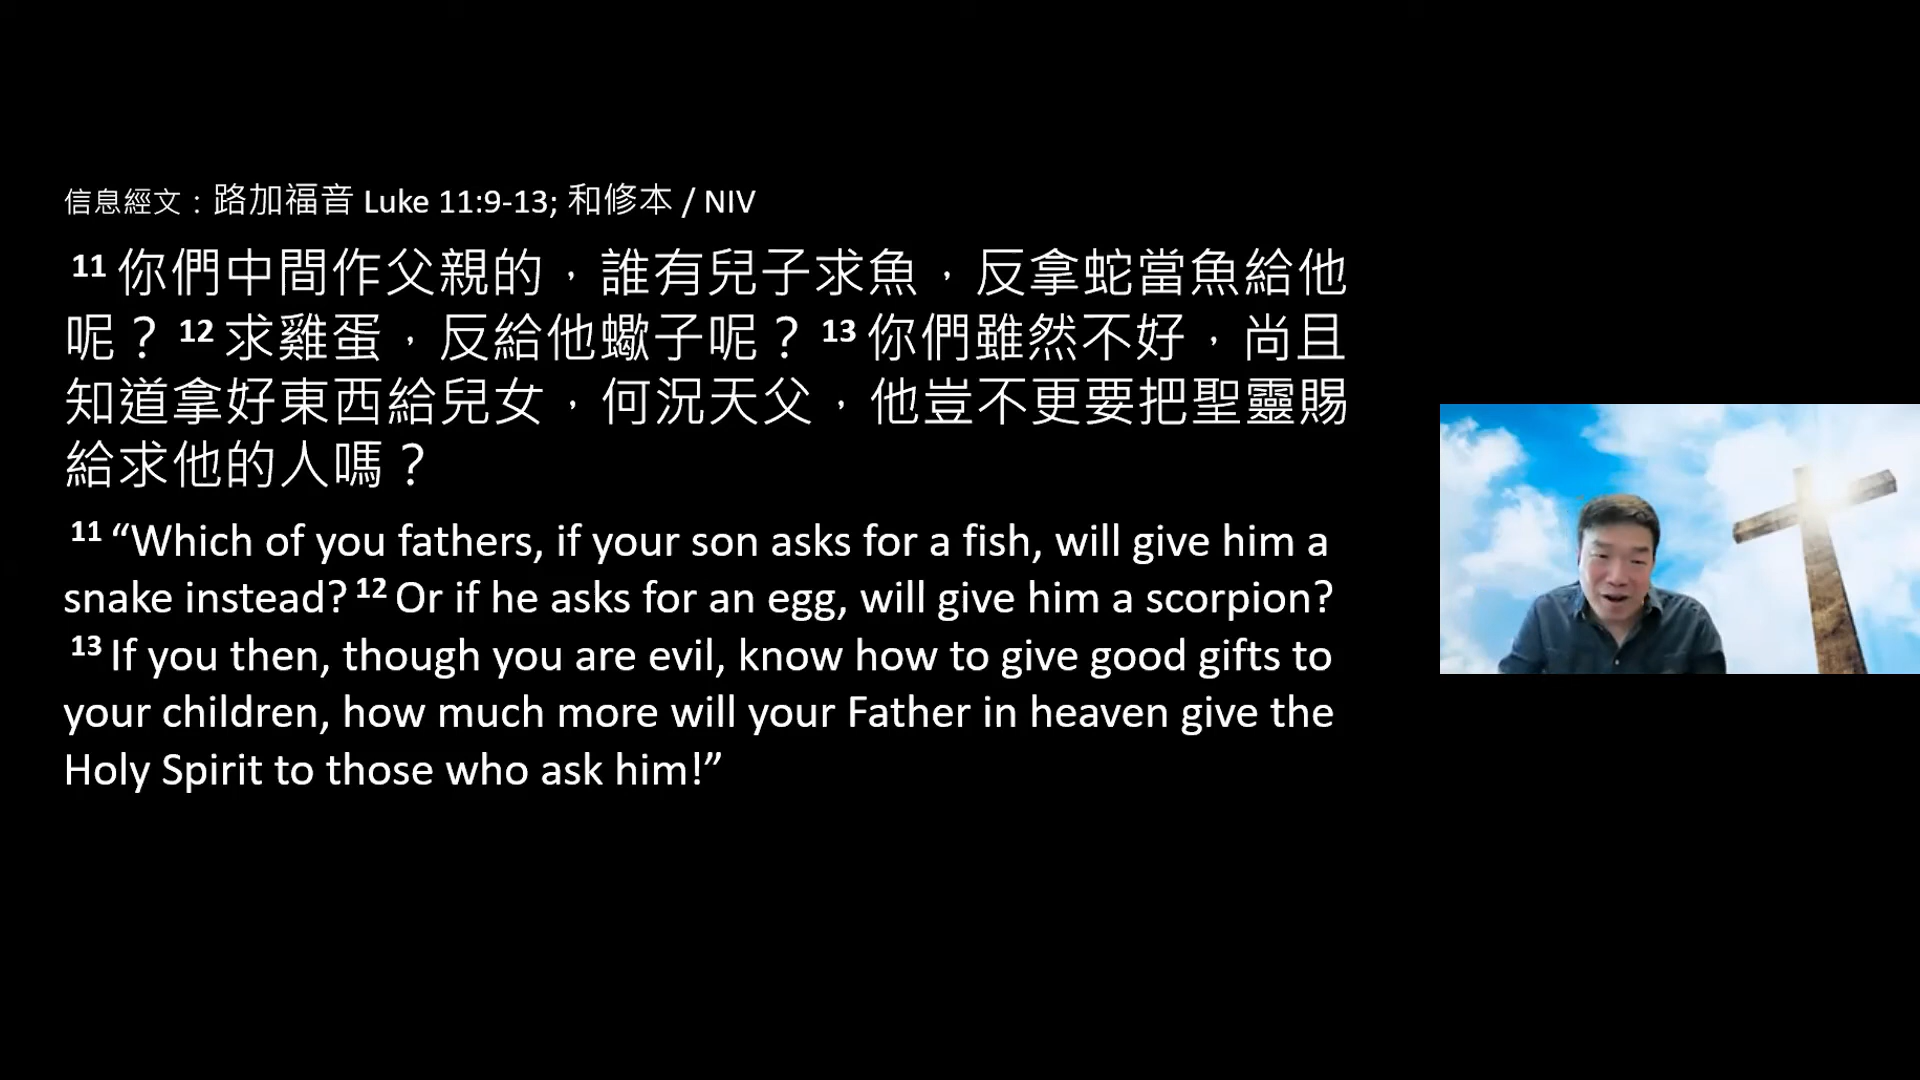 信息經文：路加福音 Luke 11:9-13; 和修本 / NIV
11 你們中間作父親的，誰有兒子求魚，反拿蛇當魚給他
呢？12 求雞蛋，反給他蠍子呢？13 你們雖然不好，尚且
知道拿好東西給兒女，何況天父，他豈不更要把聖靈賜
給求他的人嗎？
11 “Which of you fathers, if your son asks for a fish, will give him a
snake instead? 12 Or if he asks for an egg, will give him a scorpion?
13 If you then, though you are evil, know how to give good gifts to
your children, how much more will your Father in heaven give the
Holy Spirit to those who ask him!”